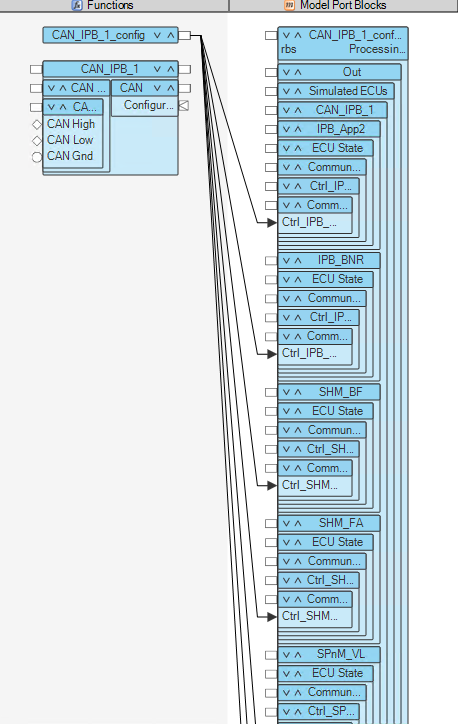 Functions
Model Port Blocks
CAN_IPB_1_config
CAN_IPB_1
CAN ...
CAN
CA...
Configur...
CAN High
CAN Low
CAN Gnd
CAN_IPB_1_conf...
rbs Processin...
Out
Simulated ECUs
CAN_IPB_1
IPB_App2
ECU State
Commun...
Ctrl_IP...
Comm...
Ctrl_IPB_...
IPB_BNR
ECU State
Commun...
Ctrl_IP...
Comm...
Ctrl_IPB_...
SHM_BF
ECU State
Commun...
Ctrl_SH...
Comm...
Ctrl_SHM...
SHM_FA
ECU State
Commun...
Ctrl_SH...
Comm...
Ctrl_SHM...
SPnM_VL
ECU State
Commun...
Ctrl_SP...